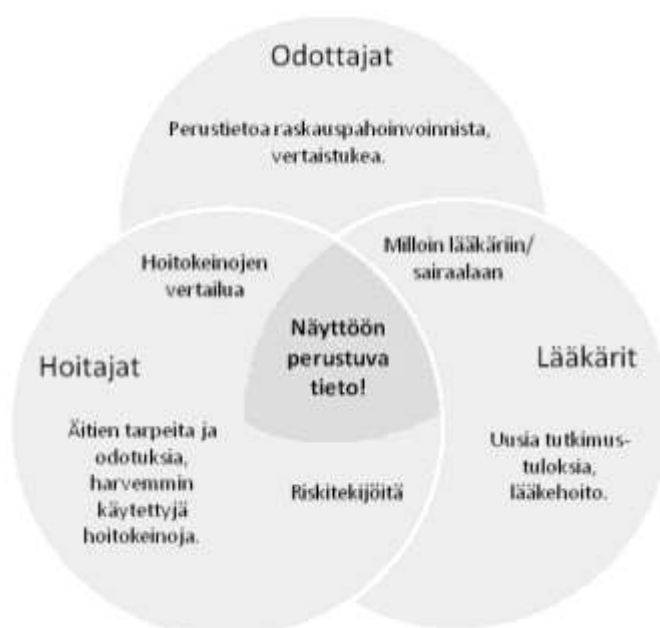 Odottajat
Perustietoa raskauspahoinvoinnista,
vertaistukea.
Hoitokeinojen
vertailua
Milloin lääkäriin/
sairaalaan
Näyttöön
perustuva
tieto!
Hoitajat
Äitien tarpeita ja
odotuksia,
harvemmin
käytettyjä
hoitokeinoja.
Riskitekijöitä
Lääkärit
Uusia tutkimus-
tuloksia,
lääkehoito.